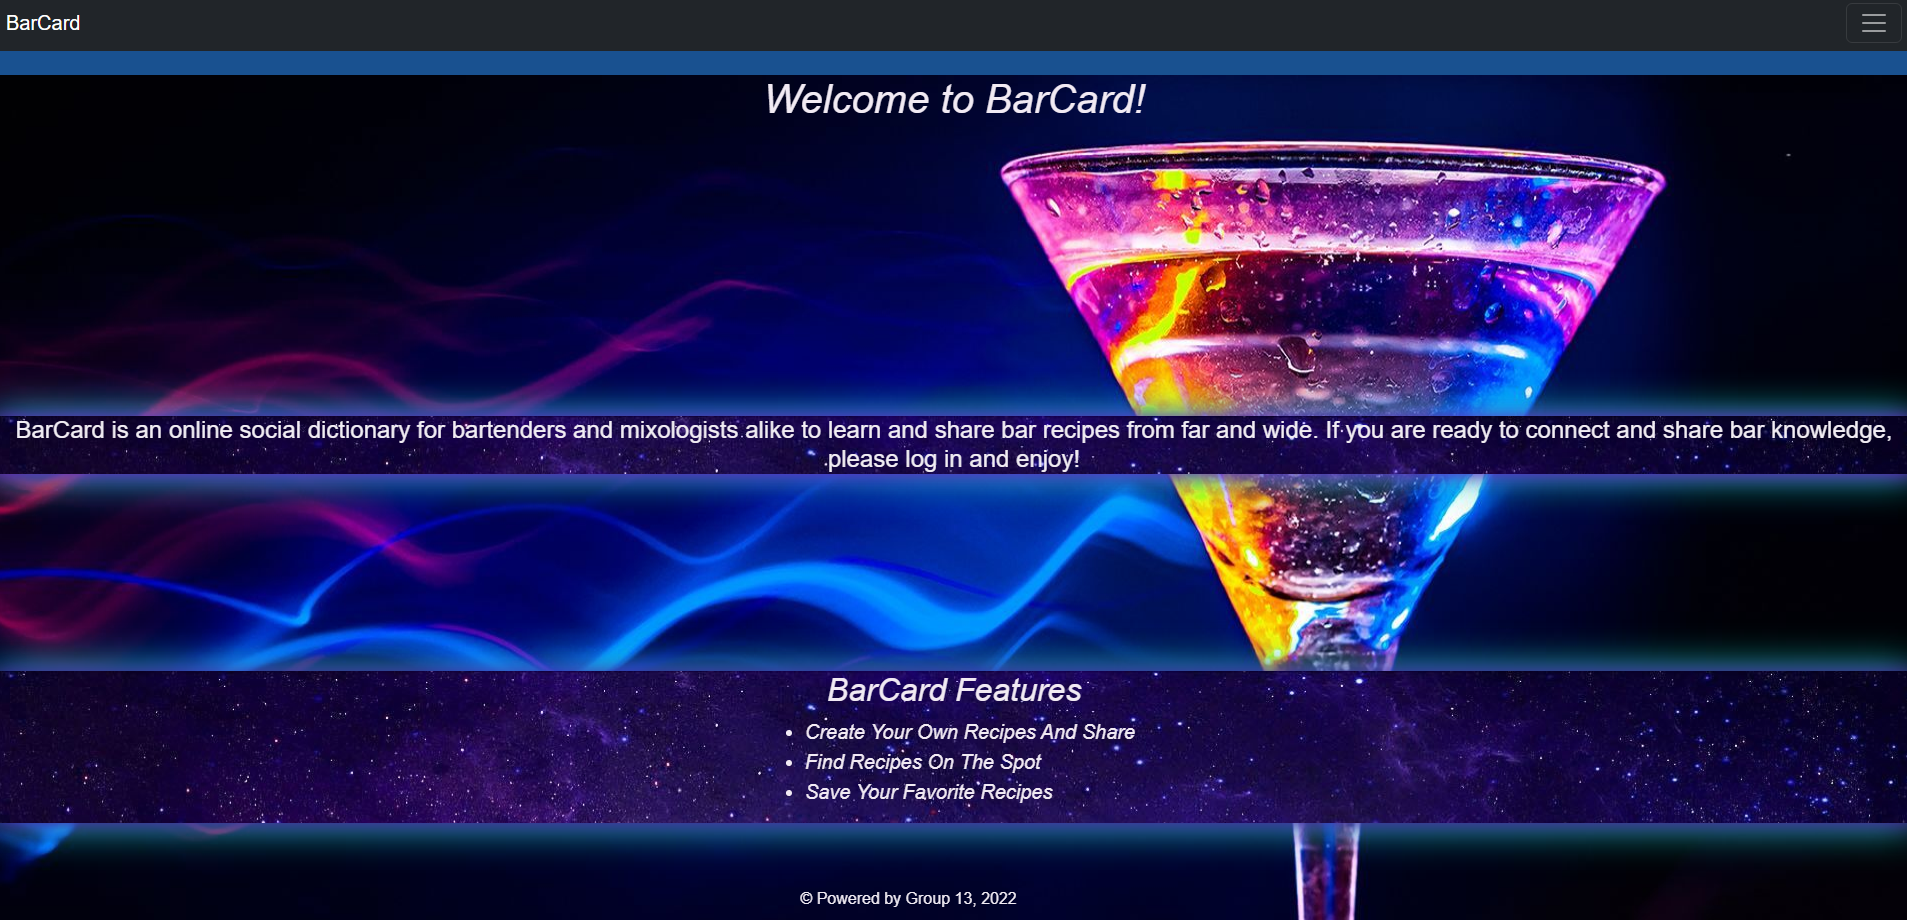 BarCard
Welcome to BarCard!
BarCard is an online social dictionary for bartenders and mixologists alike to learn and share bar recipes from far and wide. If you are ready to connect and share bar knowledge,
please log in and enjoy!
BarCard Features
• Create Your Own Recipes And Share
• Find Recipes On The Spot
• Save Your Favorite Recipes
© Powered by Group 13, 2022